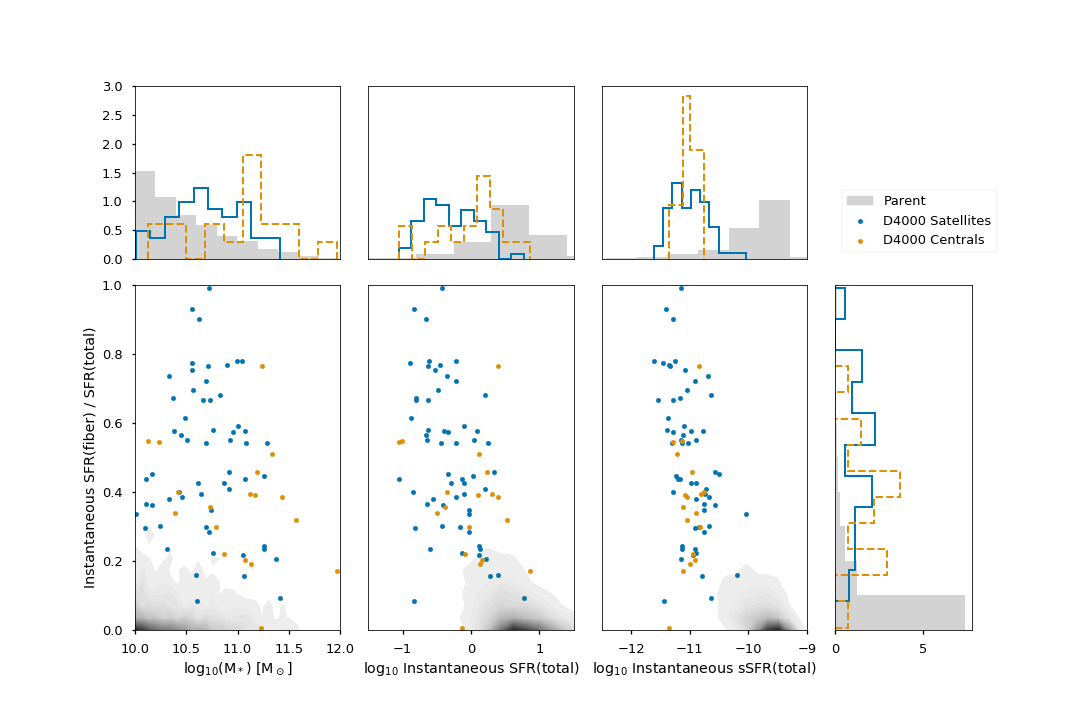 3.0
2.5
2.0
1.5
1.0
0.5
0.0
Parent
D4000 Satellites
D4000 Centrals
1.0
0.8
0.6
0.4
0.2
0.0
Instantaneous SFR(fiber) / SFR(total)
10.0 10.5 11.0 11.5 12.0
−1 0 1
−12 −11 −10 −9
0 5
log₁₀(M*) [M⊙]
log₁₀ Instantaneous SFR(total)
log₁₀ Instantaneous sSFR(total)